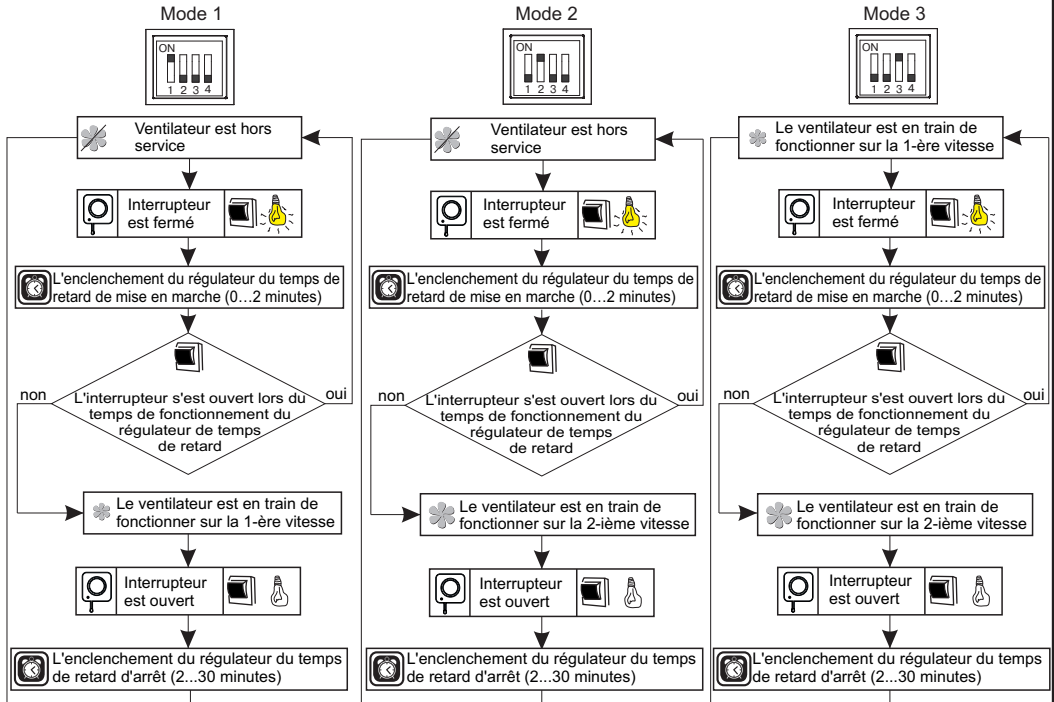 Mode 1
ON
1 2 3 4
Ventilateur est hors
service
Interrupteur
est fermé
L'enclenchement du régulateur du temps de
retard de mise en marche (0...2 minutes)
non
oui
L'interrupteur s'est ouvert lors du
temps de fonctionnement du
régulateur de temps
de retard
Le ventilateur est en train de
fonctionner sur la 1-ère vitesse
Interrupteur
est ouvert
L'enclenchement du régulateur du temps
de retard d'arrêt (2...30 minutes)
Mode 2
ON
1 2 3 4
Ventilateur est hors
service
Interrupteur
est fermé
L'enclenchement du régulateur du temps de
retard de mise en marche (0...2 minutes)
non
oui
L'interrupteur s'est ouvert lors du
temps de fonctionnement du
régulateur de temps
de retard
Le ventilateur est en train de
fonctionner sur la 2-ième vitesse
Interrupteur
est ouvert
L'enclenchement du régulateur du temps
de retard d'arrêt (2...30 minutes)
Mode 3
ON
1 2 3 4
Le ventilateur est en train de
fonctionner sur la 1-ère vitesse
Interrupteur
est fermé
L'enclenchement du régulateur du temps de
retard de mise en marche (0...2 minutes)
non
oui
L'interrupteur s'est ouvert lors du
temps de fonctionnement du
régulateur de temps
de retard
Le ventilateur est en train de
fonctionner sur la 2-ième vitesse
Interrupteur
est ouvert
L'enclenchement du régulateur du temps
de retard d'arrêt (2...30 minutes)